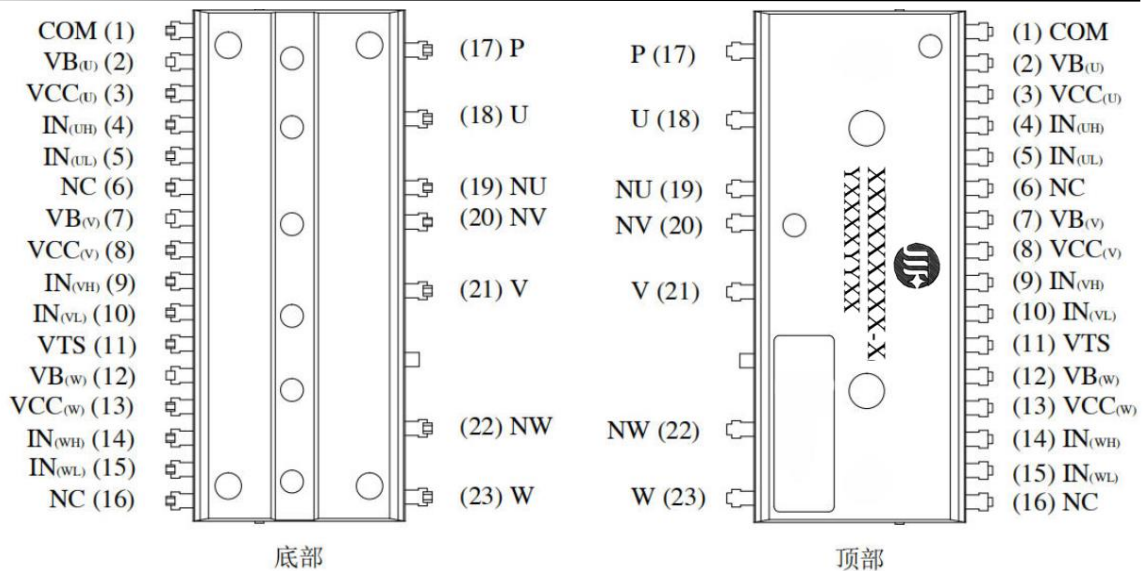 COM (1)
VB(U) (2)
VCC(U) (3)
IN(UH) (4)
IN(UL) (5)
NC (6)
VB(V) (7)
VCC(V) (8)
IN(VH) (9)
IN(VL) (10)
VTS (11)
VB(W) (12)
VCC(W) (13)
IN(WH) (14)
IN(WL) (15)
NC (16)
(17) P
(18) U
(19) NU
(20) NV
(21) V
(22) NW
(23) W
底部
P (17)
U (18)
NU (19)
NV (20)
V (21)
NW (22)
W (23)
(1) COM
(2) VB(U)
(3) VCC(U)
(4) IN(UH)
(5) IN(UL)
(6) NC
(7) VB(V)
(8) VCC(V)
(9) IN(VH)
(10) IN(VL)
(11) VTS
(12) VB(W)
(13) VCC(W)
(14) IN(WH)
(15) IN(WL)
(16) NC
顶部